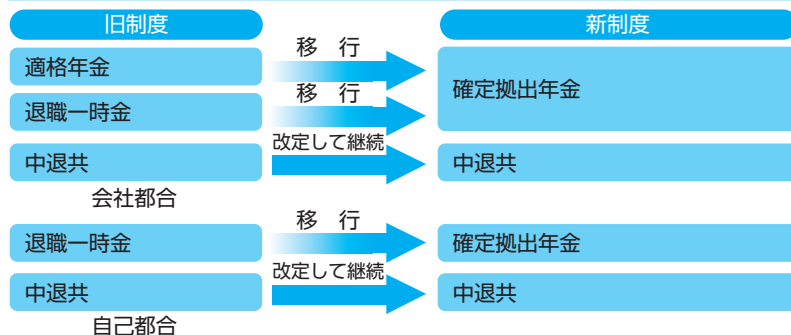 旧制度
新制度
適格年金
移 行
確定拠出年金
退職一時金
移 行
中退共
改定して継続
中退共
会社都合
退職一時金
移 行
確定拠出年金
中退共
改定して継続
中退共
自己都合